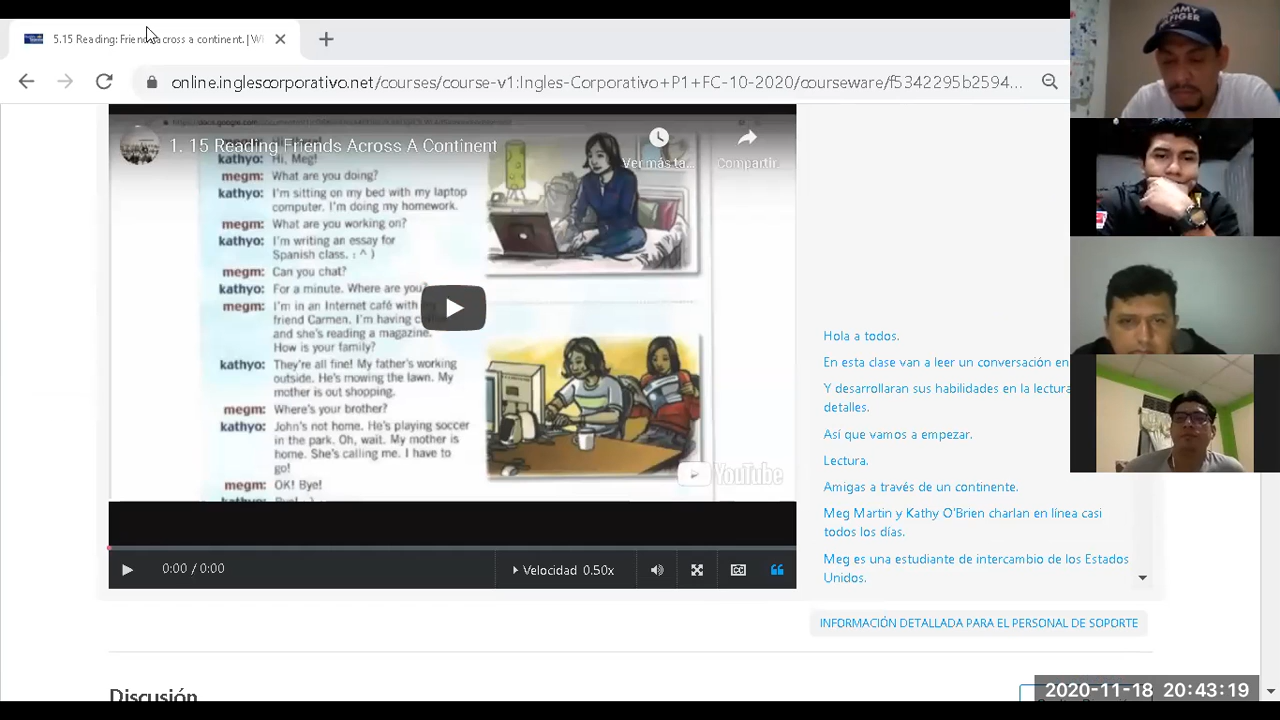 5.15 Reading: Friends across a continent. | Wi
online.inglescorporativo.net/courses/course-v1:Ingles-Corporativo+P1+FC-10-2020/courseware/f5342295b2594...
1. 15 Reading Friends Across A Continent
Ver más ta...
Compartir
kathyo: Hi, Meg!
megm: What are you doing?
kathyo: I'm sitting on my bed with my laptop
computer. I'm doing my homework.
megm: What are you working on?
kathyo: I'm writing an essay for
Spanish class. : ^ )
megm: Can you chat?
kathyo: For a minute. Where are you?
megm: I'm in an Internet café with
friend Carmen. I'm having
and she's reading a magazine.
How is your family?
kathyo: They're all fine! My father's working
outside. He's mowing the lawn. My
mother is out shopping.
megm: Where's your brother?
kathyo: John's not home. He's playing soccer
in the park. Oh, wait. My mother is
home. She's calling me. I have to
go!
megm: OK! Bye!
YouTube
0:00 / 0:00
Velocidad 0.50x
Hola a todos.
En esta clase van a leer un conversación en
Y desarrollaran sus habilidades en la lectura
detalles.
Así que vamos a empezar.
Lectura.
Amigas a través de un continente.
Meg Martin y Kathy O'Brien charlan en línea casi
todos los días.
Meg es una estudiante de intercambio de los Estados
Unidos.
INFORMACIÓN DETALLADA PARA EL PERSONAL DE SOPORTE
Discusión
2020-11-18 20:43:19